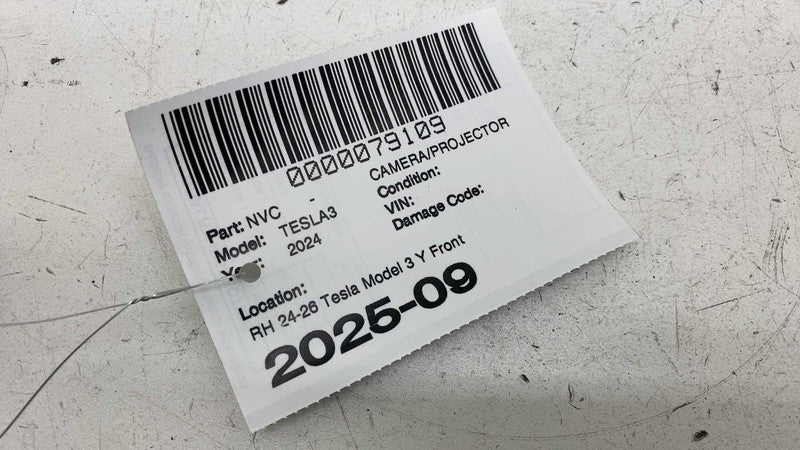 0000079109
Part: NVC - CAMERA/PROJECTOR
Model: TESLA3 Condition:
Year: 2024 VIN:
Damage Code:
Location:
RH 24-26 Tesla Model 3 Y Front
2025-09